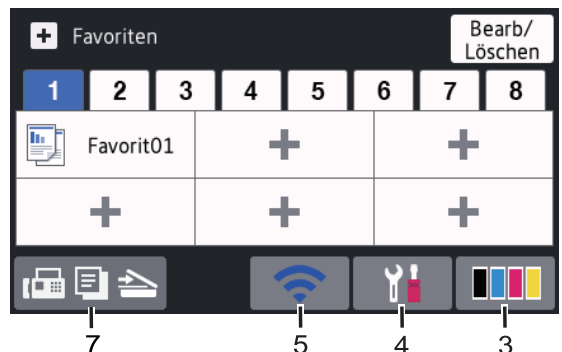 Favoriten
Bearb/
Löschen
1 2 3 4 5 6 7 8
Favorit01
7 5 4 3